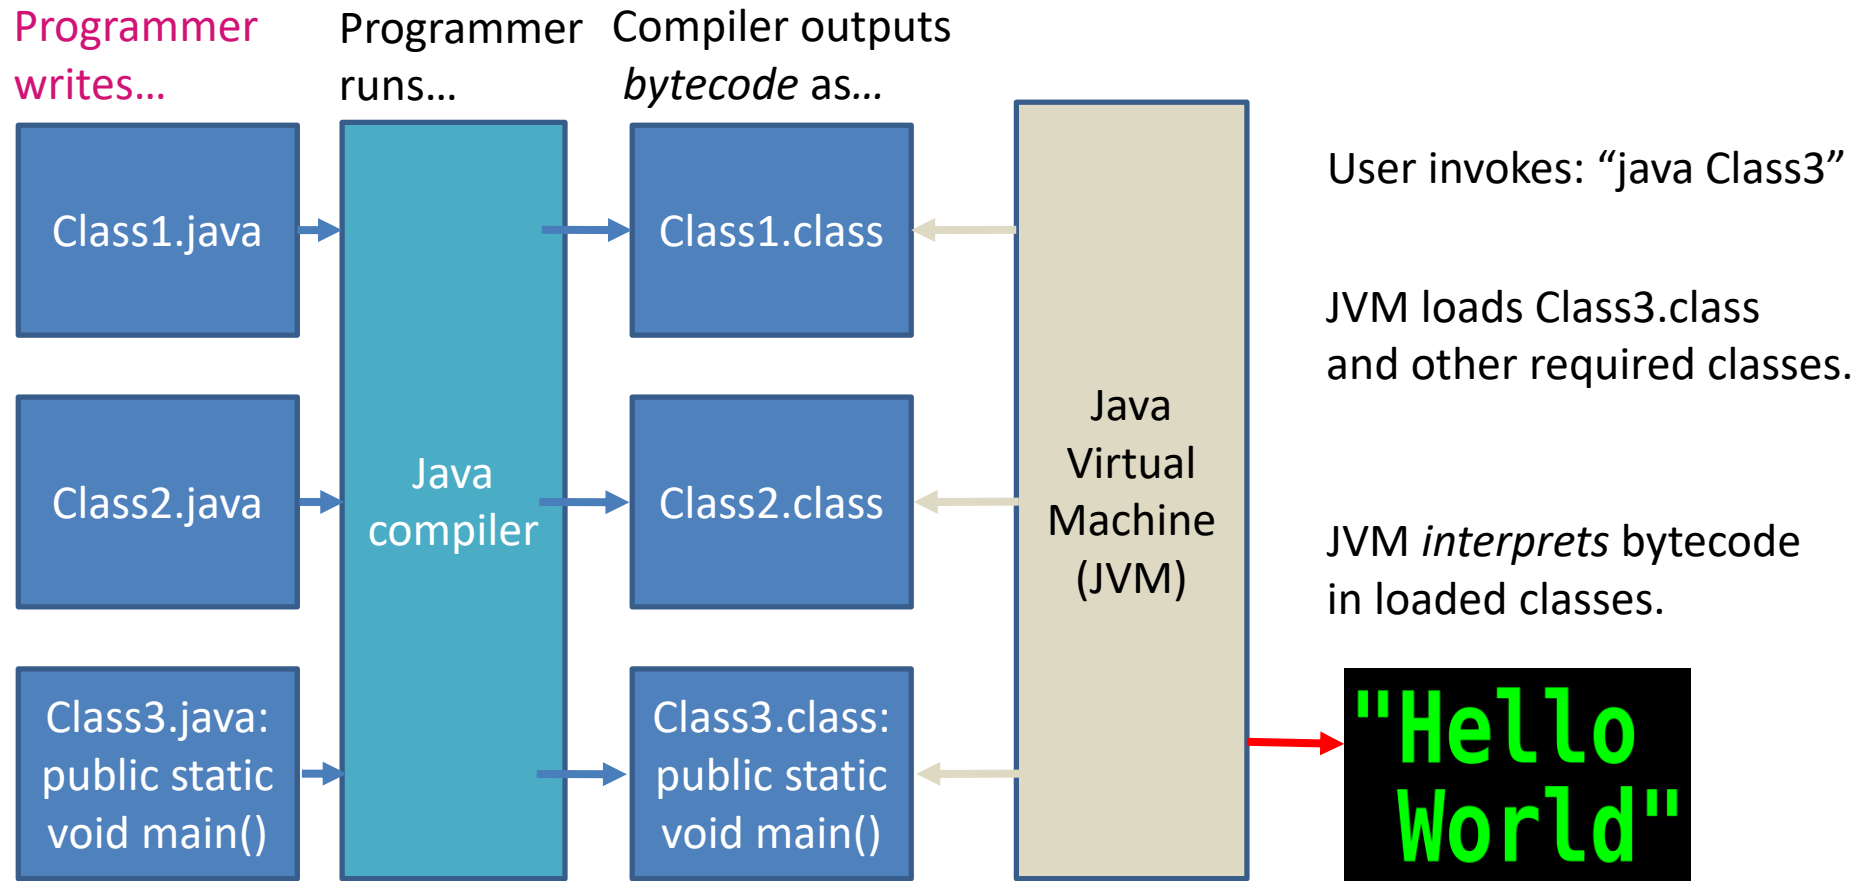 Programmer
writes…
Programmer
runs…
Compiler outputs
bytecode as…
Class1.java
Class2.java
Class3.java:
public static
void main()
Java
compiler
Class1.class
Class2.class
Class3.class:
public static
void main()
Java
Virtual
Machine
(JVM)
User invokes: “java Class3”
JVM loads Class3.class
and other required classes.
JVM interprets bytecode
in loaded classes.
"Hello
World"